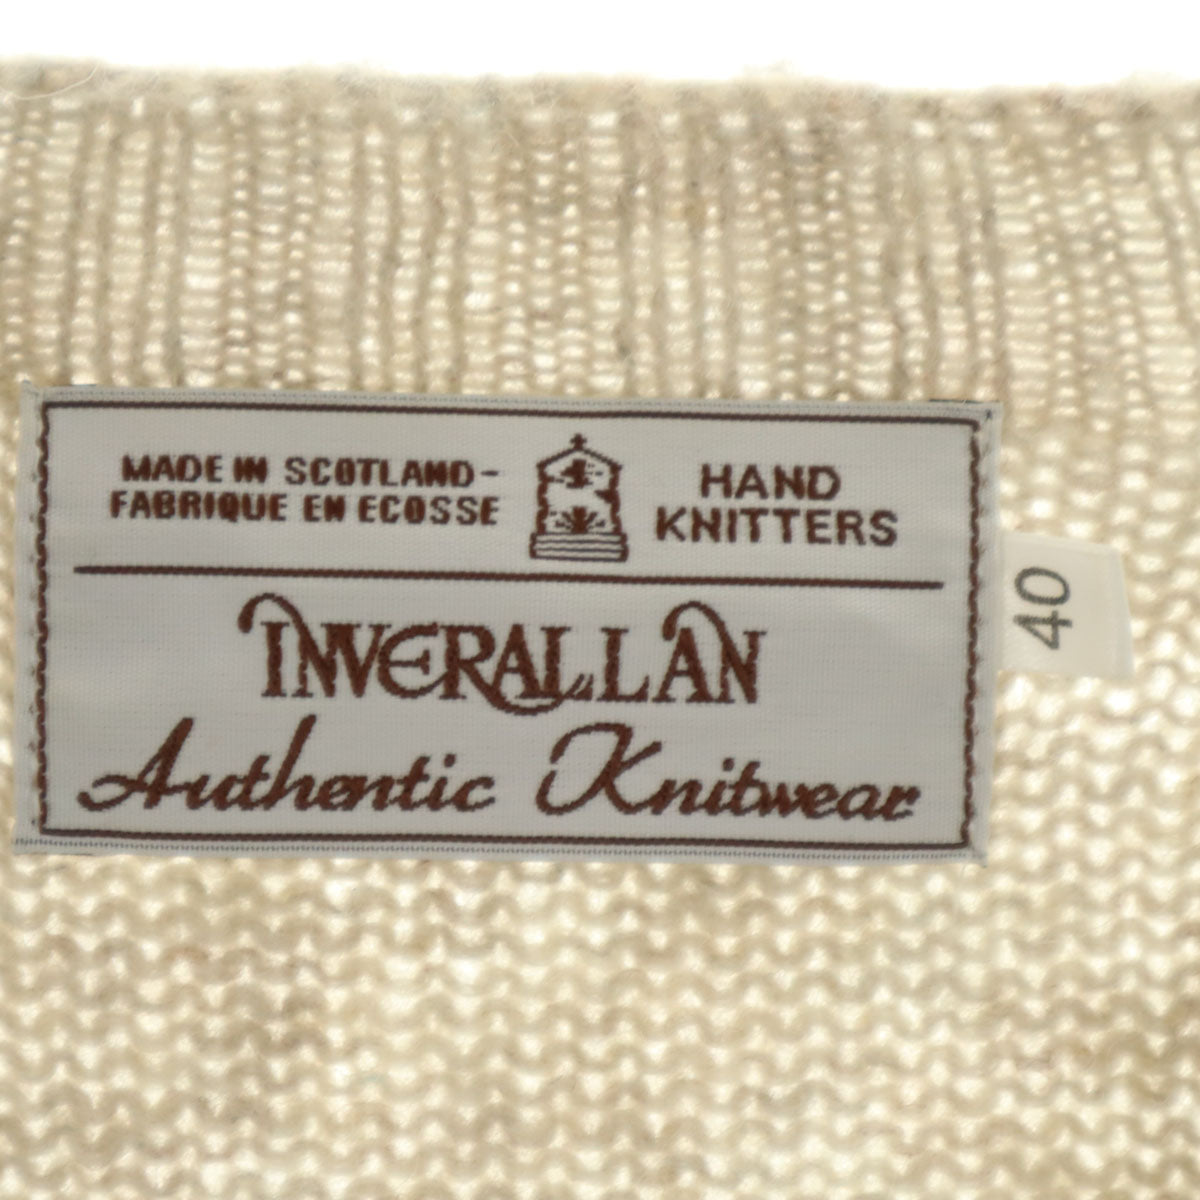 MADE IN SCOTLAND-
FABRIQUE EN ECOSSE
HAND
KNITTERS
INVERALLAN
Authentic Knitwear
40